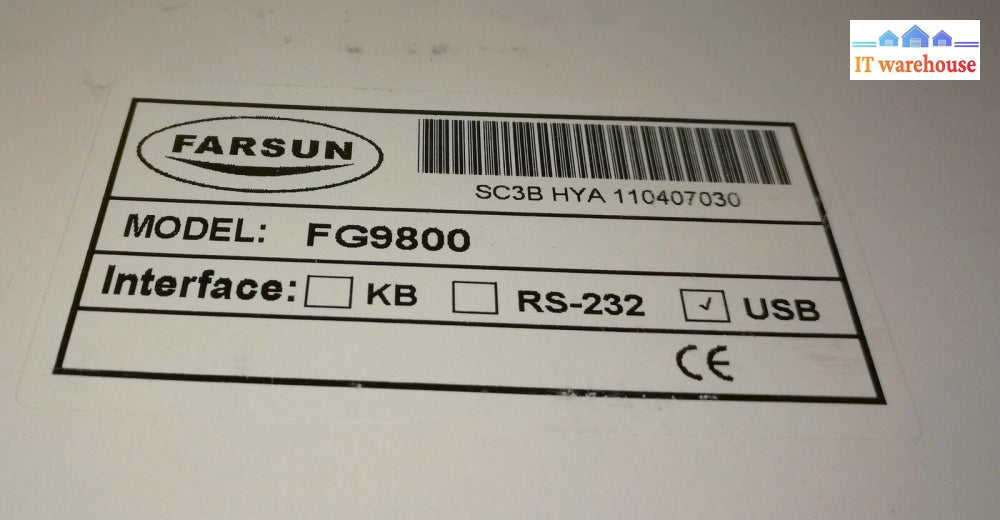 IT warehouse
FARSUN
SC3B HYA 110407030
MODEL: FG9800
Interface: KB RS-232 ✓ USB
CE